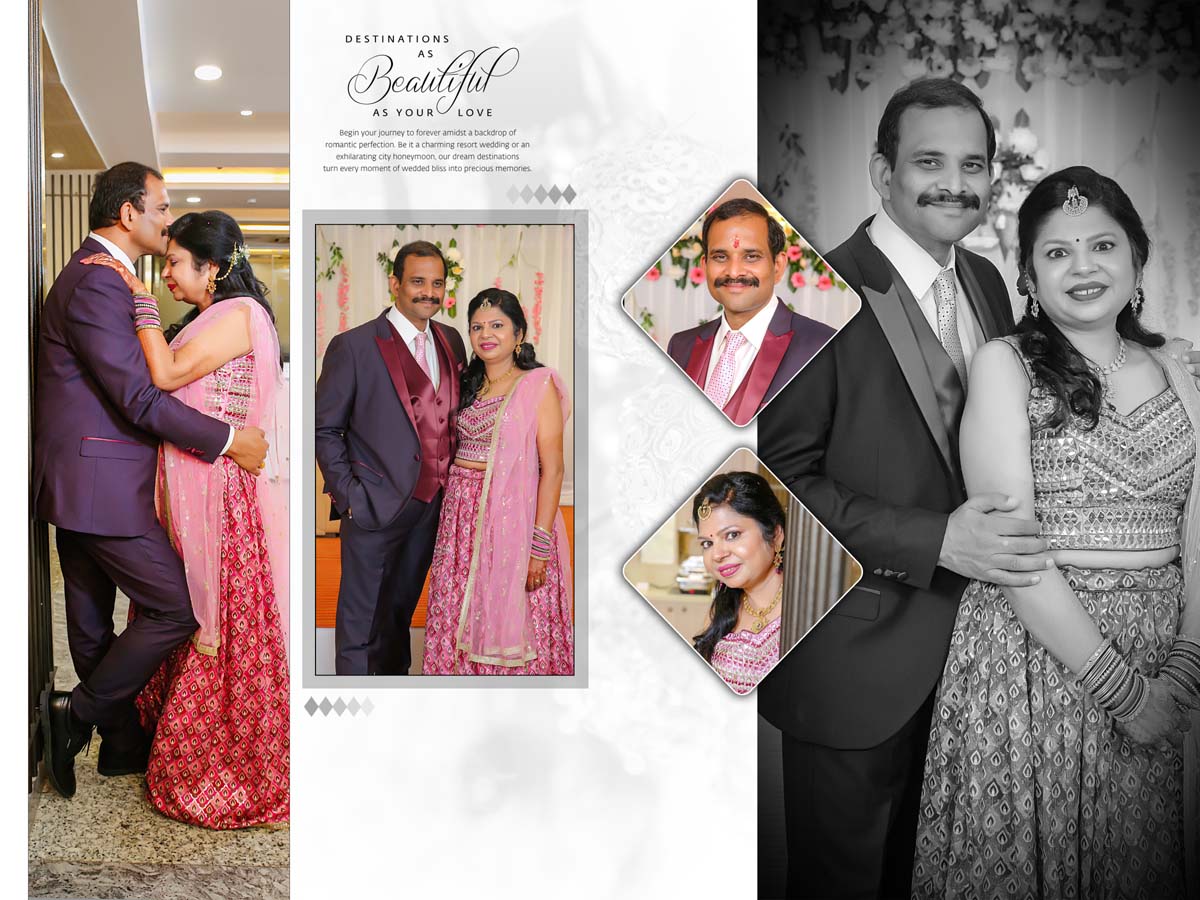 DESTINATIONS
AS
Beautiful
AS YOUR LOVE
Begin your journey to forever amidst a backdrop of
romantic perfection. Be it a charming resort wedding or an
exhilarating city honeymoon, our dream destinations
turn every moment of wedded bliss into precious memories.